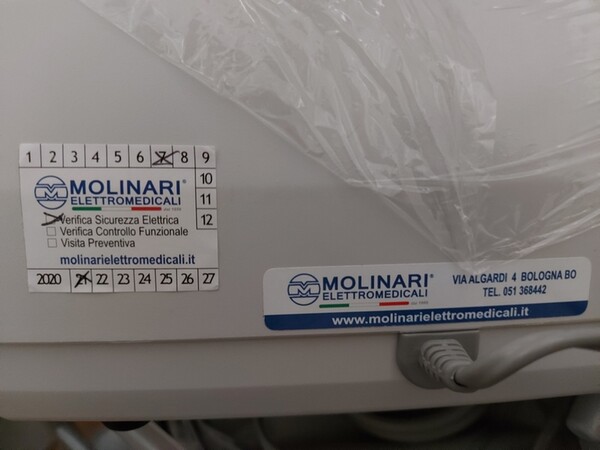 1 2 3 4 5 6 7 8 9
10
11
12
MOLINARI®
ELETTROMEDICALI
Verifica Sicurezza Elettrica
Verifica Controllo Funzionale
Visita Preventiva
molinarielettromedicali.it
2020 21 22 23 24 25 26 27
MOLINARI®
ELETTROMEDICALI
VIA ALGARDI 4 BOLOGNA BO
TEL. 051 368442
www.molinarielettromedicali.it